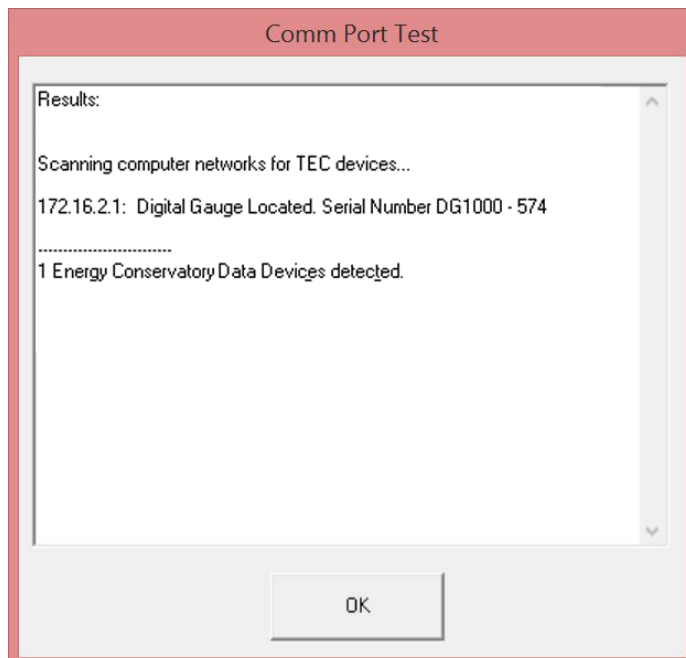 Comm Port Test
Results:
Scanning computer networks for TEC devices...
172.16.2.1:  Digital Gauge Located. Serial Number DG1000 - 574
---------------------------
1 Energy Conservatory Data Devices detected.
OK